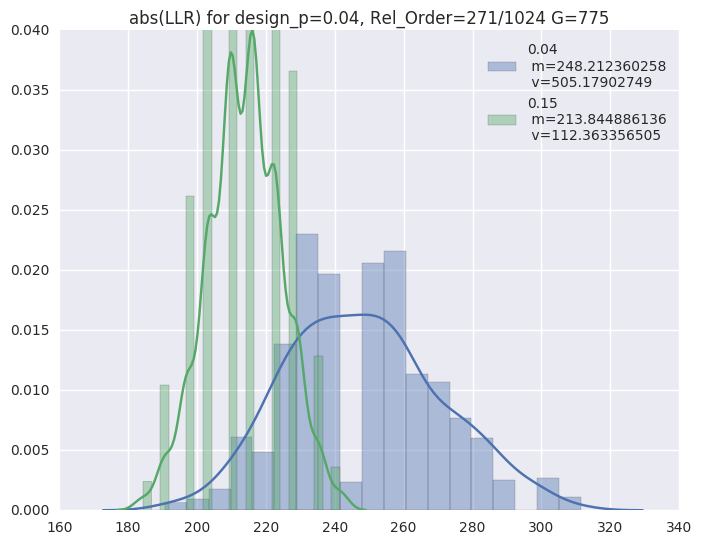 abs(LLR) for design_p=0.04, Rel_Order=271/1024 G=775
0.040
0.035
0.030
0.025
0.020
0.015
0.010
0.005
0.000
0.04
m=248.212360258
v=505.17902749
0.15
m=213.844886136
v=112.363356505
160 180 200 220 240 260 280 300 320 340